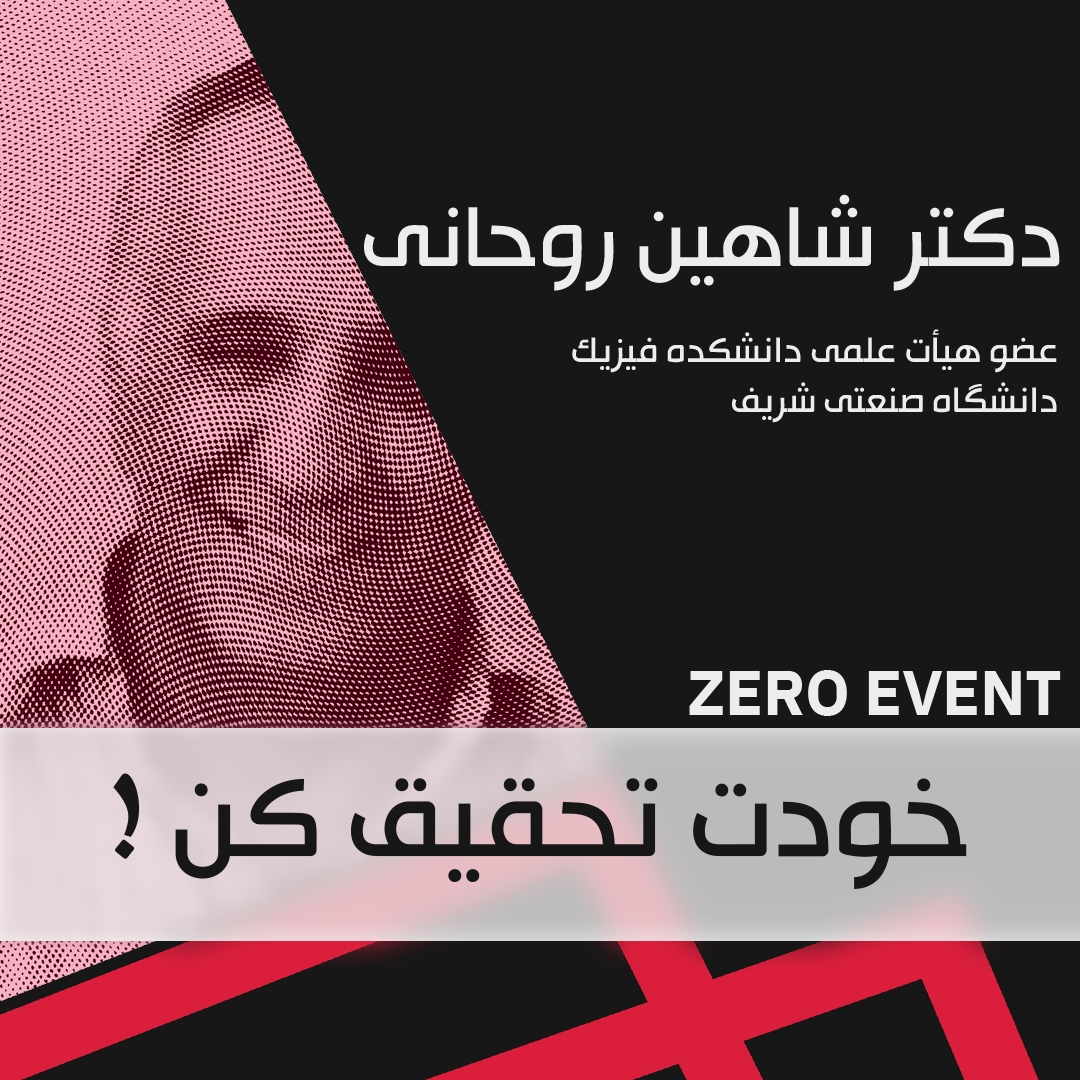 دکتر شاهین روحانی
عضو هیأت علمی دانشکده فیزیك
دانشگاه صنعتی شریف
ZERO EVENT
خودت تحقیق کن !